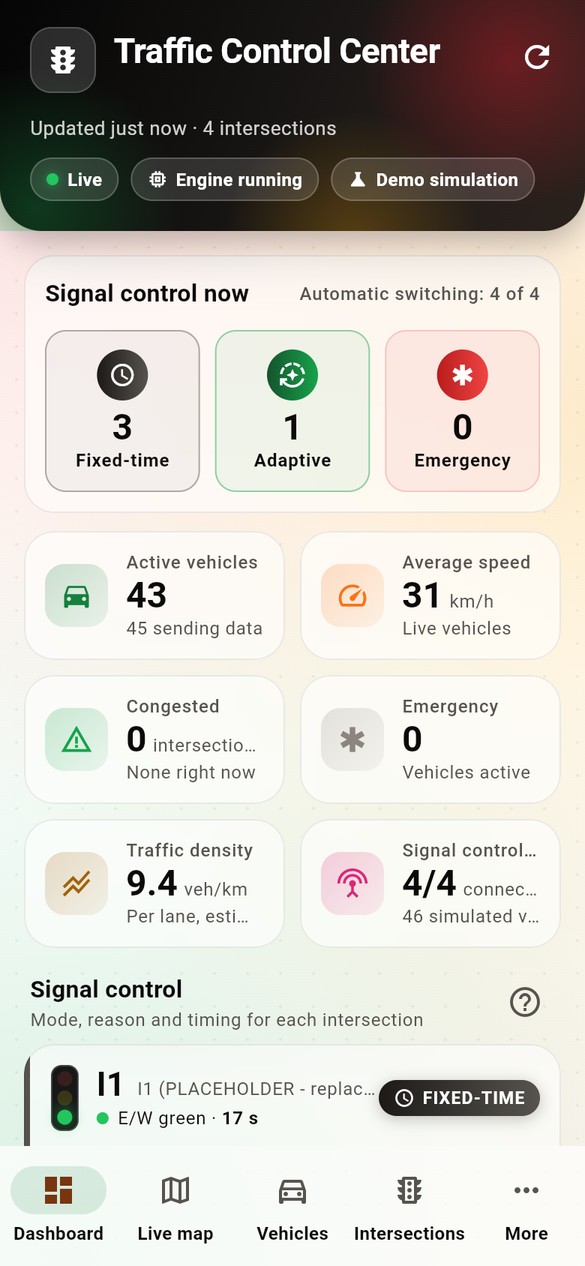 Traffic Control Center
Updated just now · 4 intersections
Live
Engine running
Demo simulation
Signal control now
Automatic switching: 4 of 4
3
Fixed-time
1
Adaptive
0
Emergency
Active vehicles
43
45 sending data
Average speed
31 km/h
Live vehicles
Congested
0 intersectio...
None right now
Emergency
0
Vehicles active
Traffic density
9.4 veh/km
Per lane, esti...
Signal control...
4/4 connec...
46 simulated v...
Signal control
Mode, reason and timing for each intersection
I1 I1 (PLACEHOLDER - replac...
FIXED-TIME
E/W green · 17 s
Dashboard
Live map
Vehicles
Intersections
More